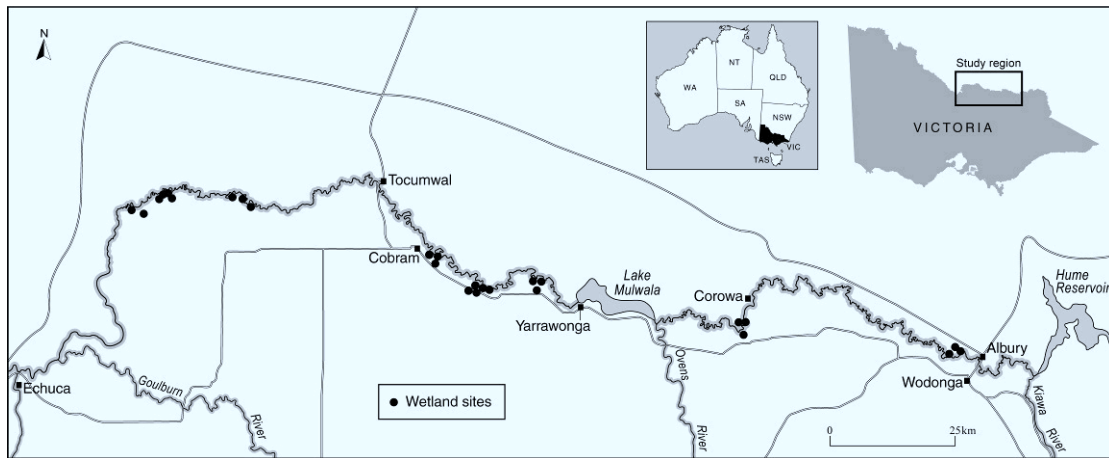 N
WA
NT
QLD
SA
NSW
VIC
TAS
Study region
VICTORIA
Tocumwal
Cobram
Lake
Mulwala
Yarrawonga
Corowa
Hume
Reservoir
Albury
Wodonga
Ovens
River
Kiawa
River
Echuca
Goulburn
River
Wetland sites
0 25km